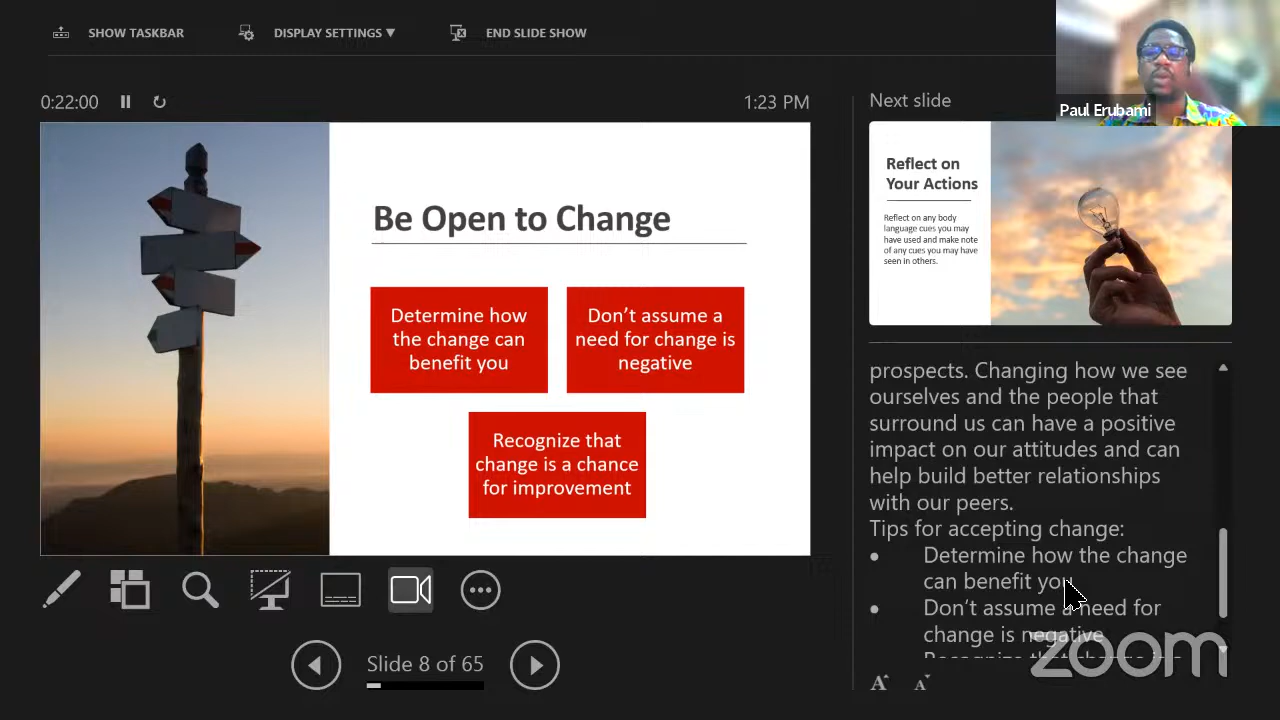 SHOW TASKBAR
DISPLAY SETTINGS ▼
END SLIDE SHOW
0:22:00
1:23 PM
Next slide
Paul Erubami
Be Open to Change
Determine how
the change can
benefit you
Don't assume a
need for change is
negative
Recognize that
change is a chance
for improvement
Reflect on
Your Actions
Reflect on any body
language cues you may
have used and make note
of any cues you may have
seen in others.
prospects. Changing how we see
ourselves and the people that
surround us can have a positive
impact on our attitudes and can
help build better relationships
with our peers.
Tips for accepting change:
• Determine how the change
can benefit you
• Don't assume a need for
change is negative
Slide 8 of 65
A A
zoom